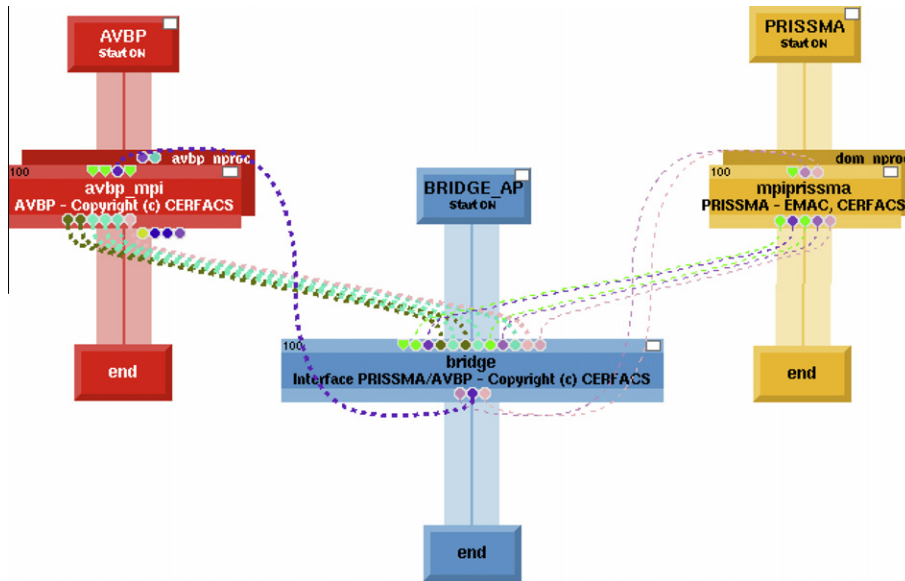 AVBP
Start ON
PRISSMA
Start ON
avbp_nproc
100
avbp_mpi
AVBP - Copyright (c) CERFACS
BRIDGE_AP
Start ON
dom_nproc
100
mpiprissma
PRISSMA - EMAC, CERFACS
100
bridge
Interface PRISSMA/AVBP - Copyright (c) CERFACS
end
end
end